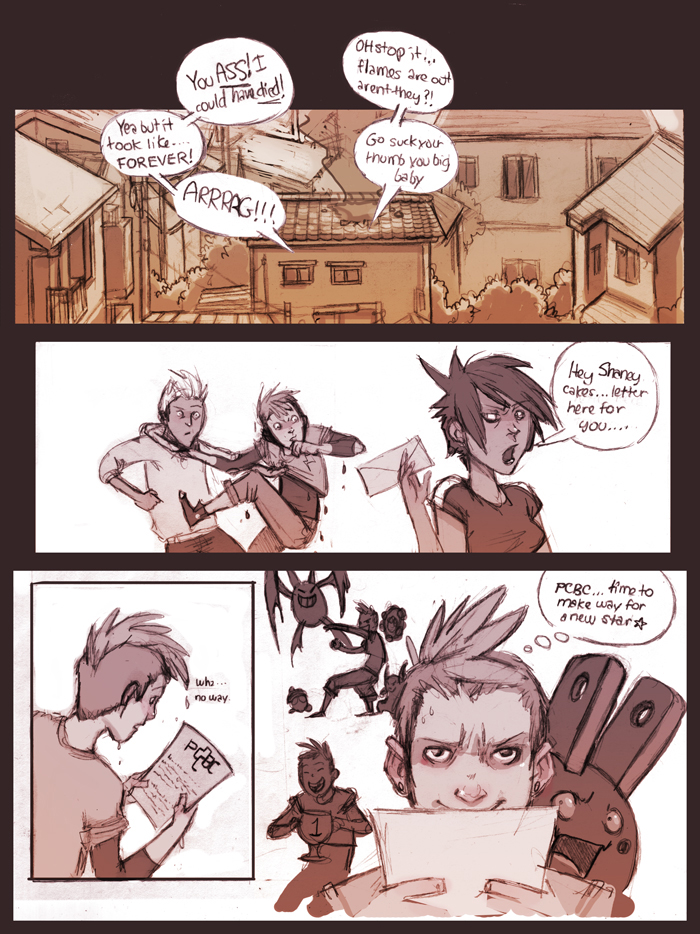 You ASS! I
could have died!
OH stop it...
flames are out
arent-they?!
Yea but it
took like....
FOREVER!
Go suck your
thumb you big
baby
ARRRAG!!!
Hey Shaney
cakes...letter
here for
you....
wha...
no way.
PCBC
PCBC... time to
make way for
a new star☆
1